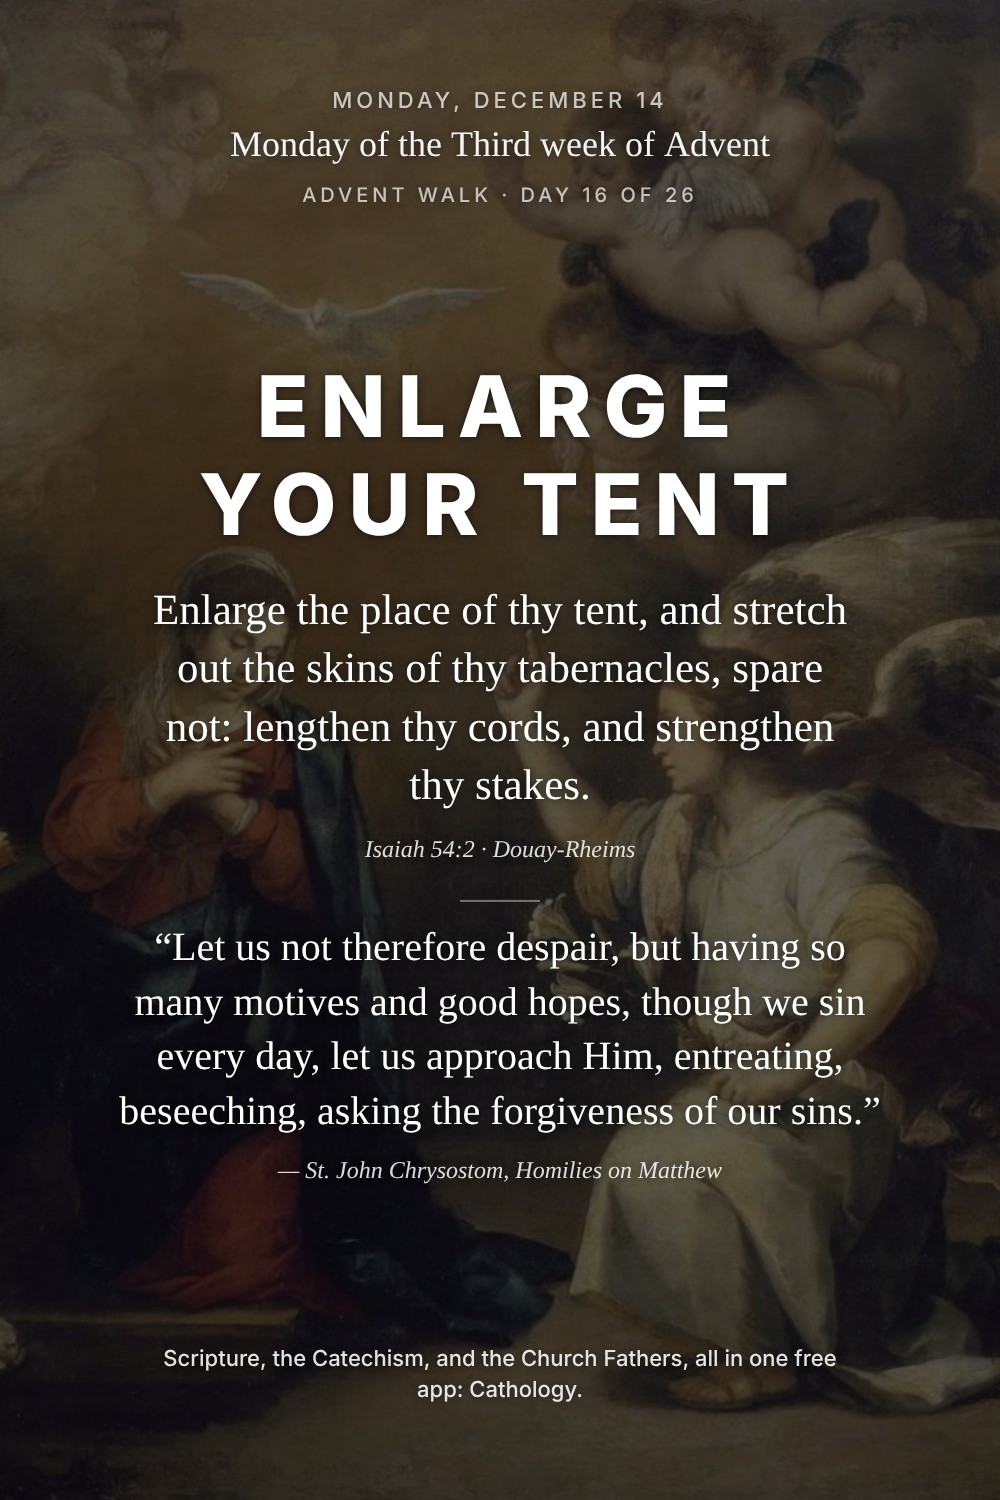 MONDAY, DECEMBER 14
Monday of the Third week of Advent
ADVENT WALK · DAY 16 OF 26
ENLARGE
YOUR TENT
Enlarge the place of thy tent, and stretch
out the skins of thy tabernacles, spare
not: lengthen thy cords, and strengthen
thy stakes.
Isaiah 54:2 · Douay-Rheims
“Let us not therefore despair, but having so
many motives and good hopes, though we sin
every day, let us approach Him, entreating,
beseeching, asking the forgiveness of our sins.”
— St. John Chrysostom, Homilies on Matthew
Scripture, the Catechism, and the Church Fathers, all in one free
app: Cathology.